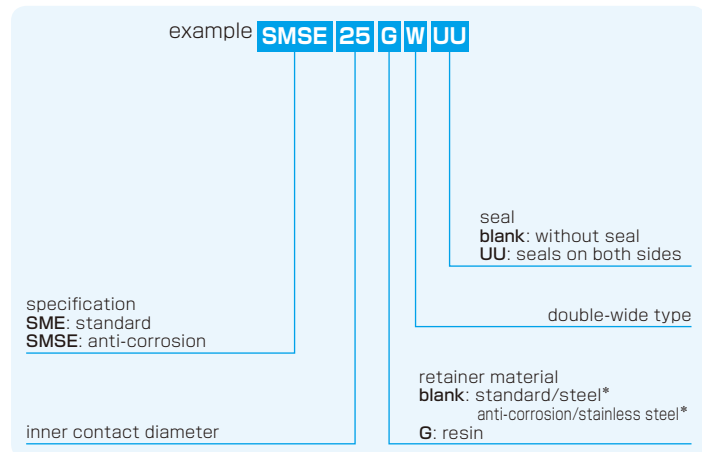 example SMSE 25 G W UU
seal
blank: without seal
UU: seals on both sides
specification
SME: standard
SMSE: anti-corrosion
double-wide type
retainer material
blank: standard/steel*
anti-corrosion/stainless steel*
G: resin
inner contact diameter